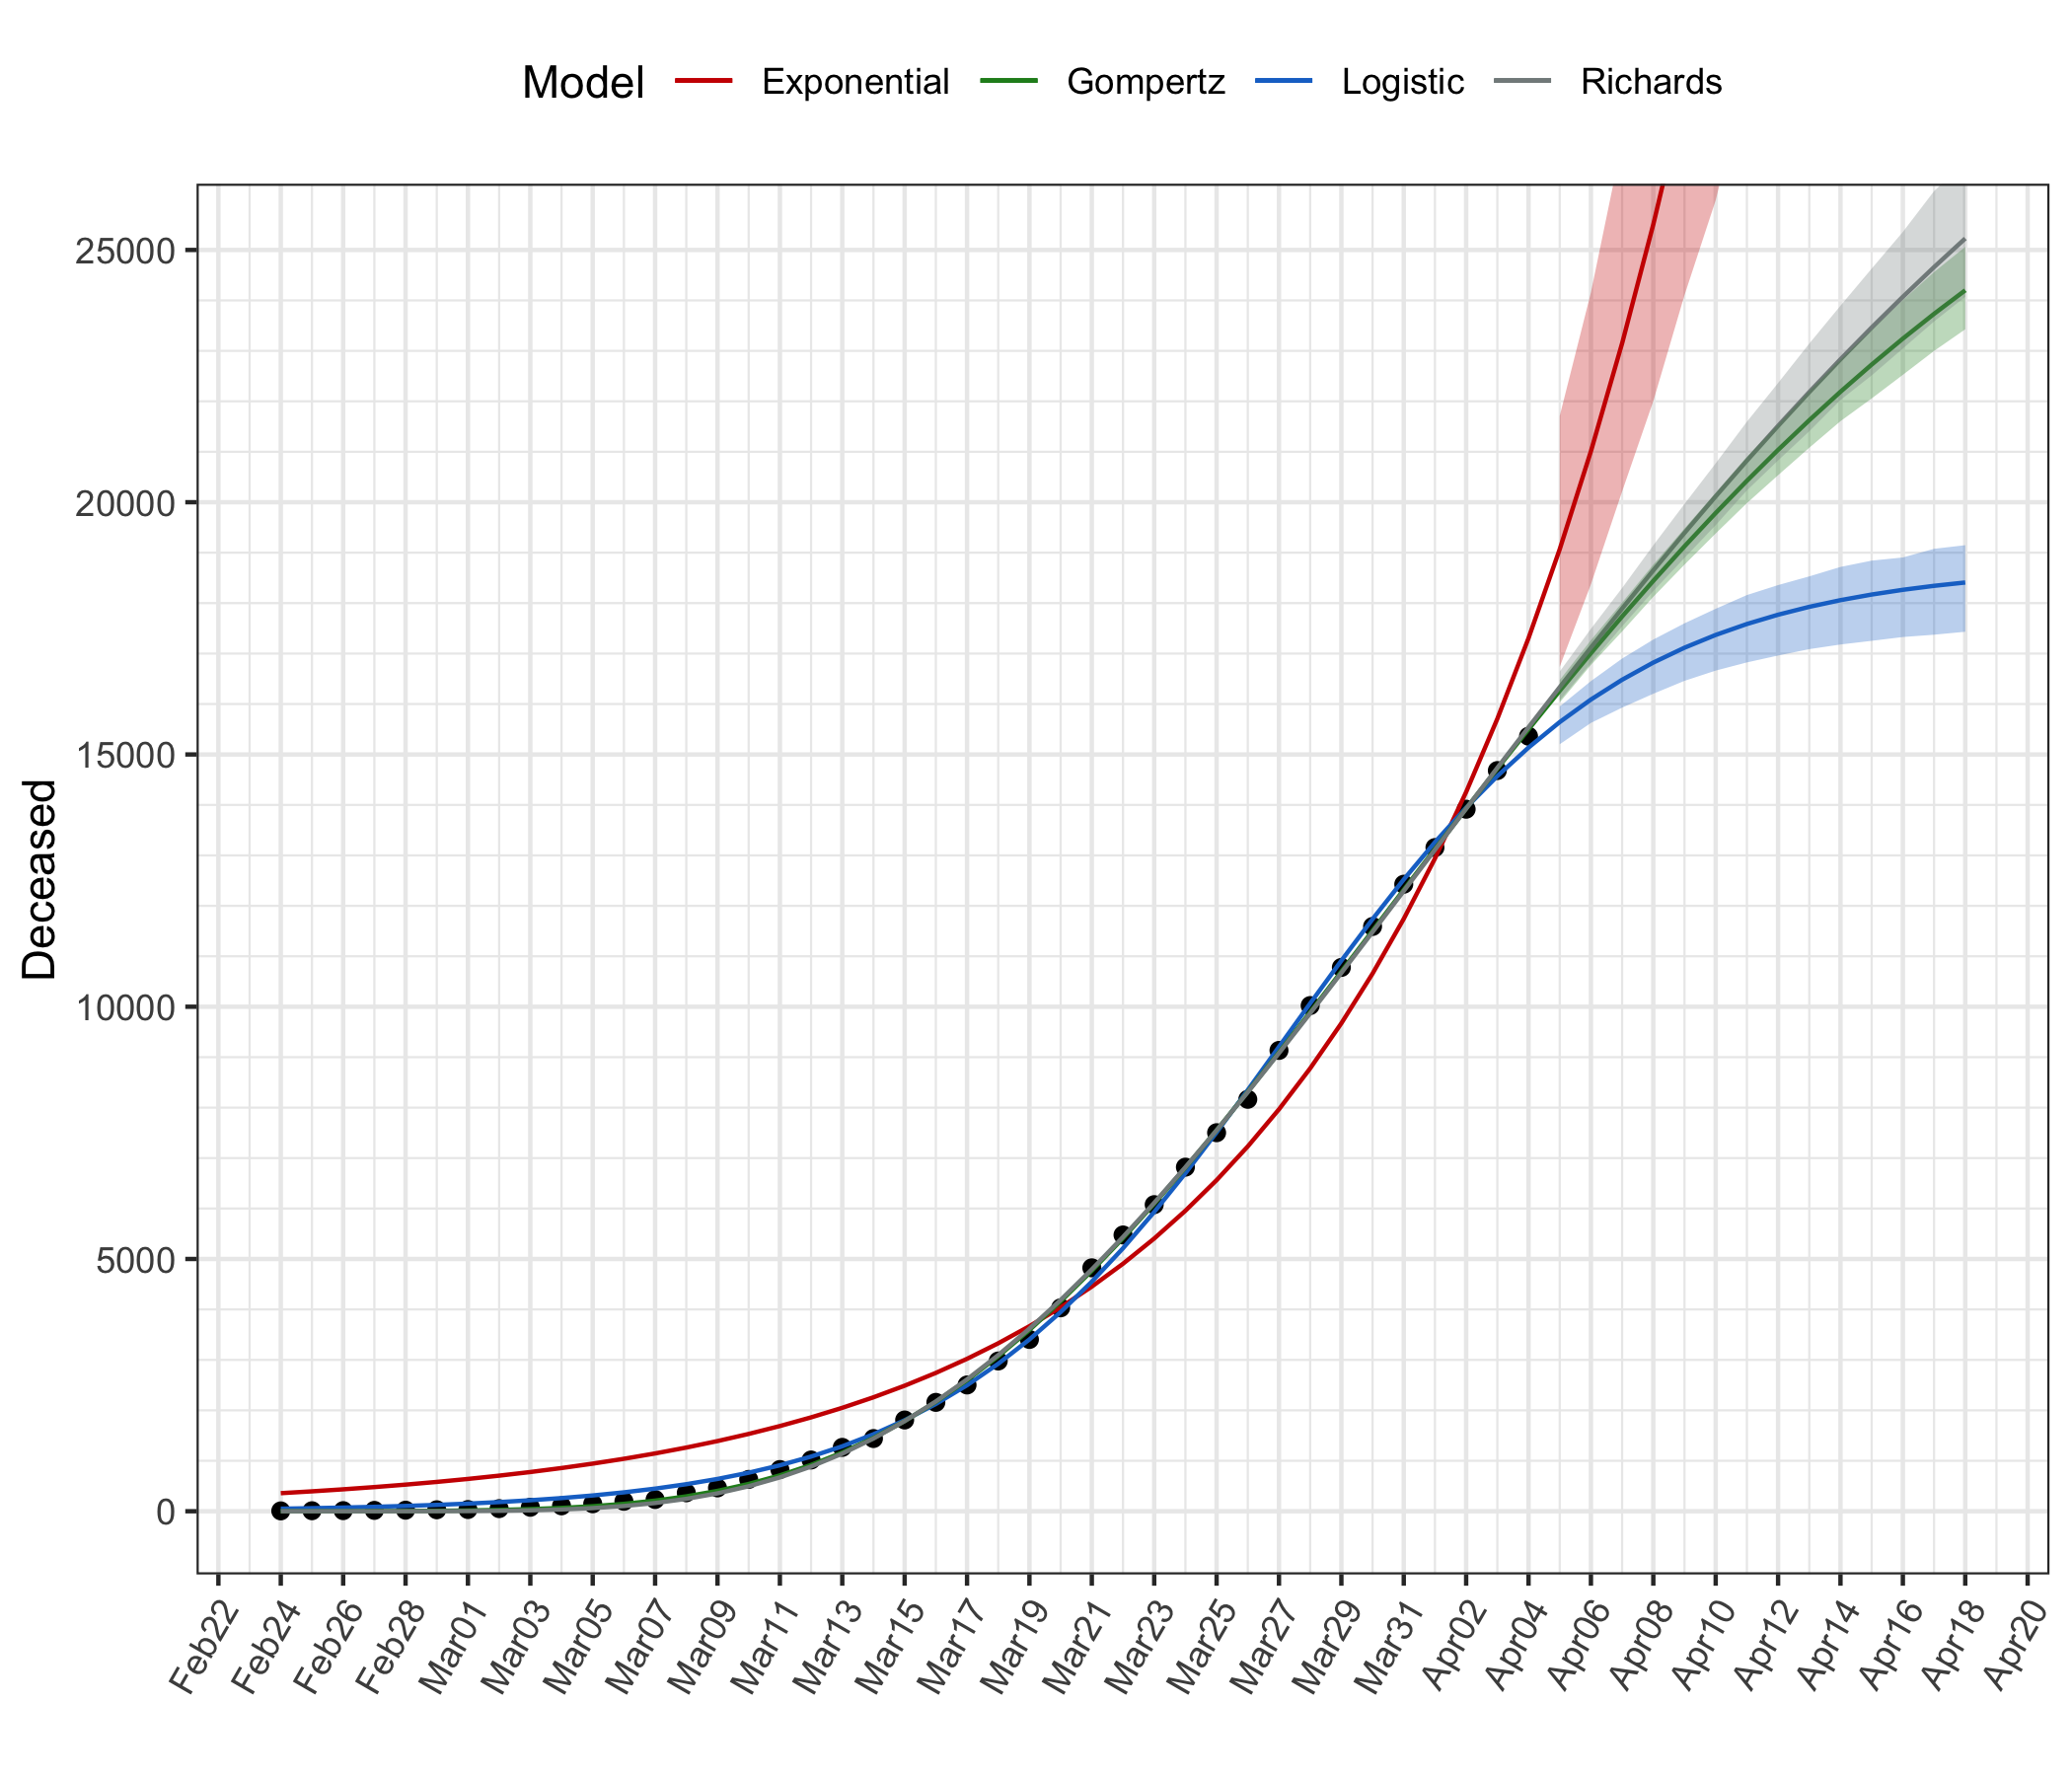 Model Exponential Gompertz Logistic Richards
25000
20000
15000
10000
5000
0
Deceased
Feb22 Feb24 Feb26 Feb28 Mar01 Mar03 Mar05 Mar07 Mar09 Mar11 Mar13 Mar15 Mar17 Mar19 Mar21 Mar23 Mar25 Mar27 Mar29 Mar31 Apr02 Apr04 Apr06 Apr08 Apr10 Apr12 Apr14 Apr16 Apr18 Apr20